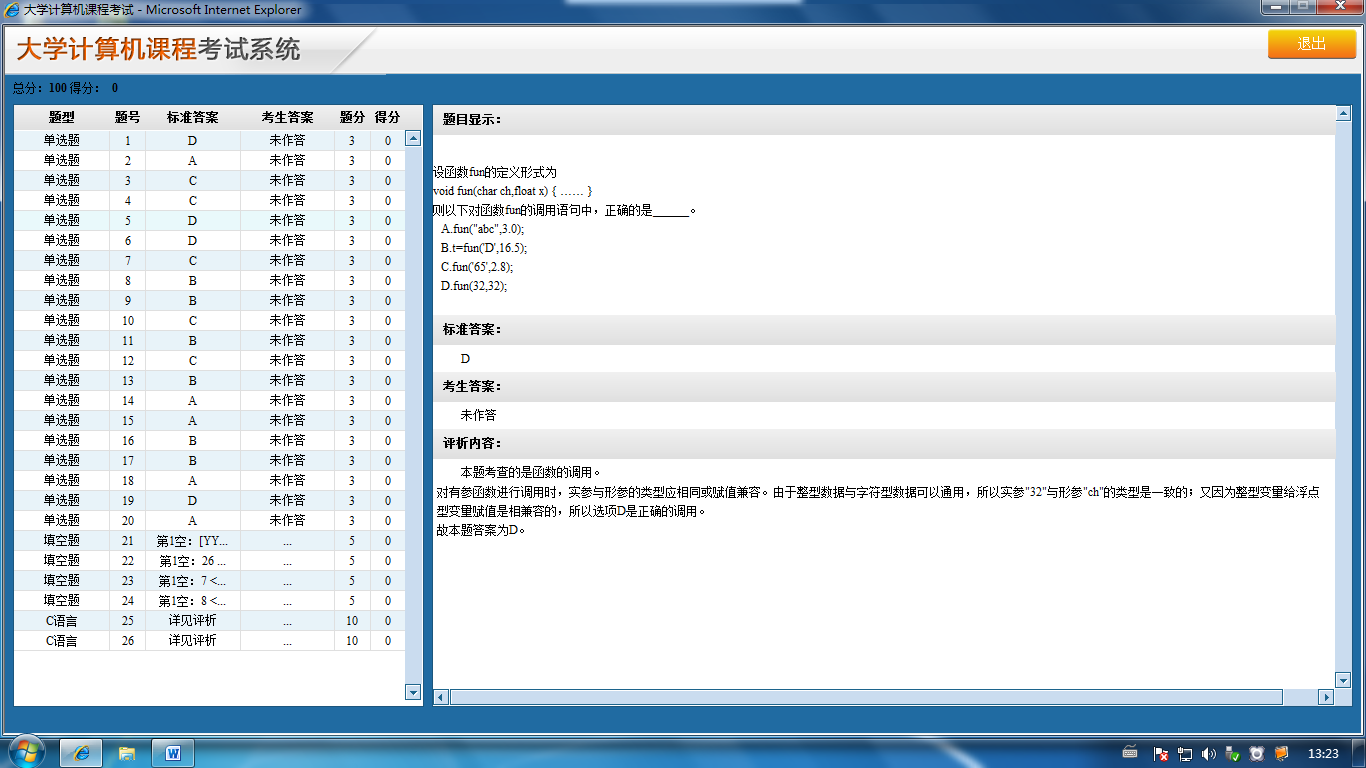 大学计算机课程考试 - Microsoft Internet Explorer
大学计算机课程考试系统
退出
总分：100 得分： 0
题型 题号 标准答案 考生答案 题分 得分
单选题 1 D 未作答 3 0
单选题 2 A 未作答 3 0
单选题 3 C 未作答 3 0
单选题 4 C 未作答 3 0
单选题 5 D 未作答 3 0
单选题 6 D 未作答 3 0
单选题 7 C 未作答 3 0
单选题 8 B 未作答 3 0
单选题 9 B 未作答 3 0
单选题 10 C 未作答 3 0
单选题 11 B 未作答 3 0
单选题 12 C 未作答 3 0
单选题 13 B 未作答 3 0
单选题 14 A 未作答 3 0
单选题 15 A 未作答 3 0
单选题 16 B 未作答 3 0
单选题 17 B 未作答 3 0
单选题 18 A 未作答 3 0
单选题 19 D 未作答 3 0
单选题 20 A 未作答 3 0
填空题 21 第1空：[YY... ... 5 0
填空题 22 第1空：26 ... ... 5 0
填空题 23 第1空：7 <... ... 5 0
填空题 24 第1空：8 <... ... 5 0
C语言 25 详见评析 ... 10 0
C语言 26 详见评析 ... 10 0
题目显示：
设函数fun的定义形式为
void fun(char ch,float x) { …… }
则以下对函数fun的调用语句中，正确的是______。
A.fun("abc",3.0);
B.t=fun('D',16.5);
C.fun('65',2.8);
D.fun(32,32);
标准答案：
D
考生答案：
未作答
评析内容：
本题考查的是函数的调用。
对有参函数进行调用时，实参与形参的类型应相同或赋值兼容。由于整型数据与字符型数据可以通用，所以实参"32"与形参"ch"的类型是一致的；又因为整型变量给浮点
型变量赋值是相兼容的，所以选项D是正确的调用。
故本题答案为D。
13:23